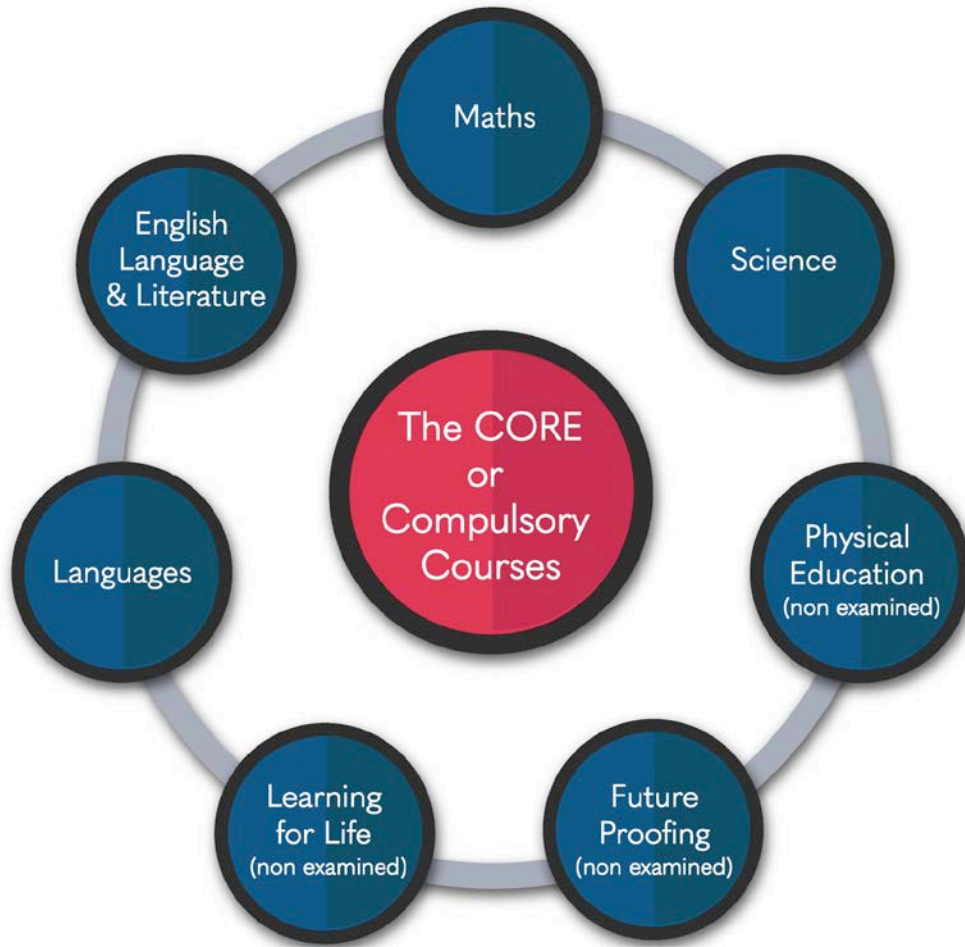 Maths
Science
Physical
Education
(non examined)
Future
Proofing
(non examined)
Learning
for Life
(non examined)
Languages
English
Language
& Literature
The CORE
or
Compulsory
Courses